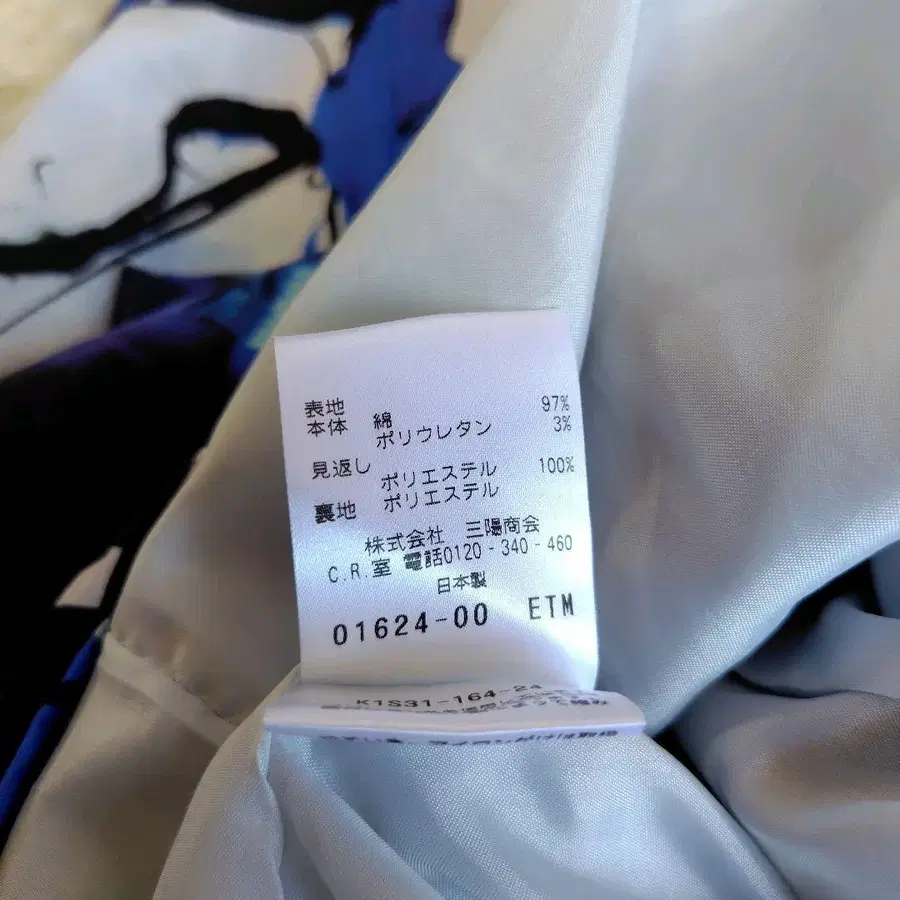 表地
本体 綿 97%
ポリウレタン 3%
見返し
ポリエステル 100%
裏地 ポリエステル
株式会社 三陽商会
C.R.室 電話0120-340-460
日本製
01624-00 ETM
K1S31-164-24